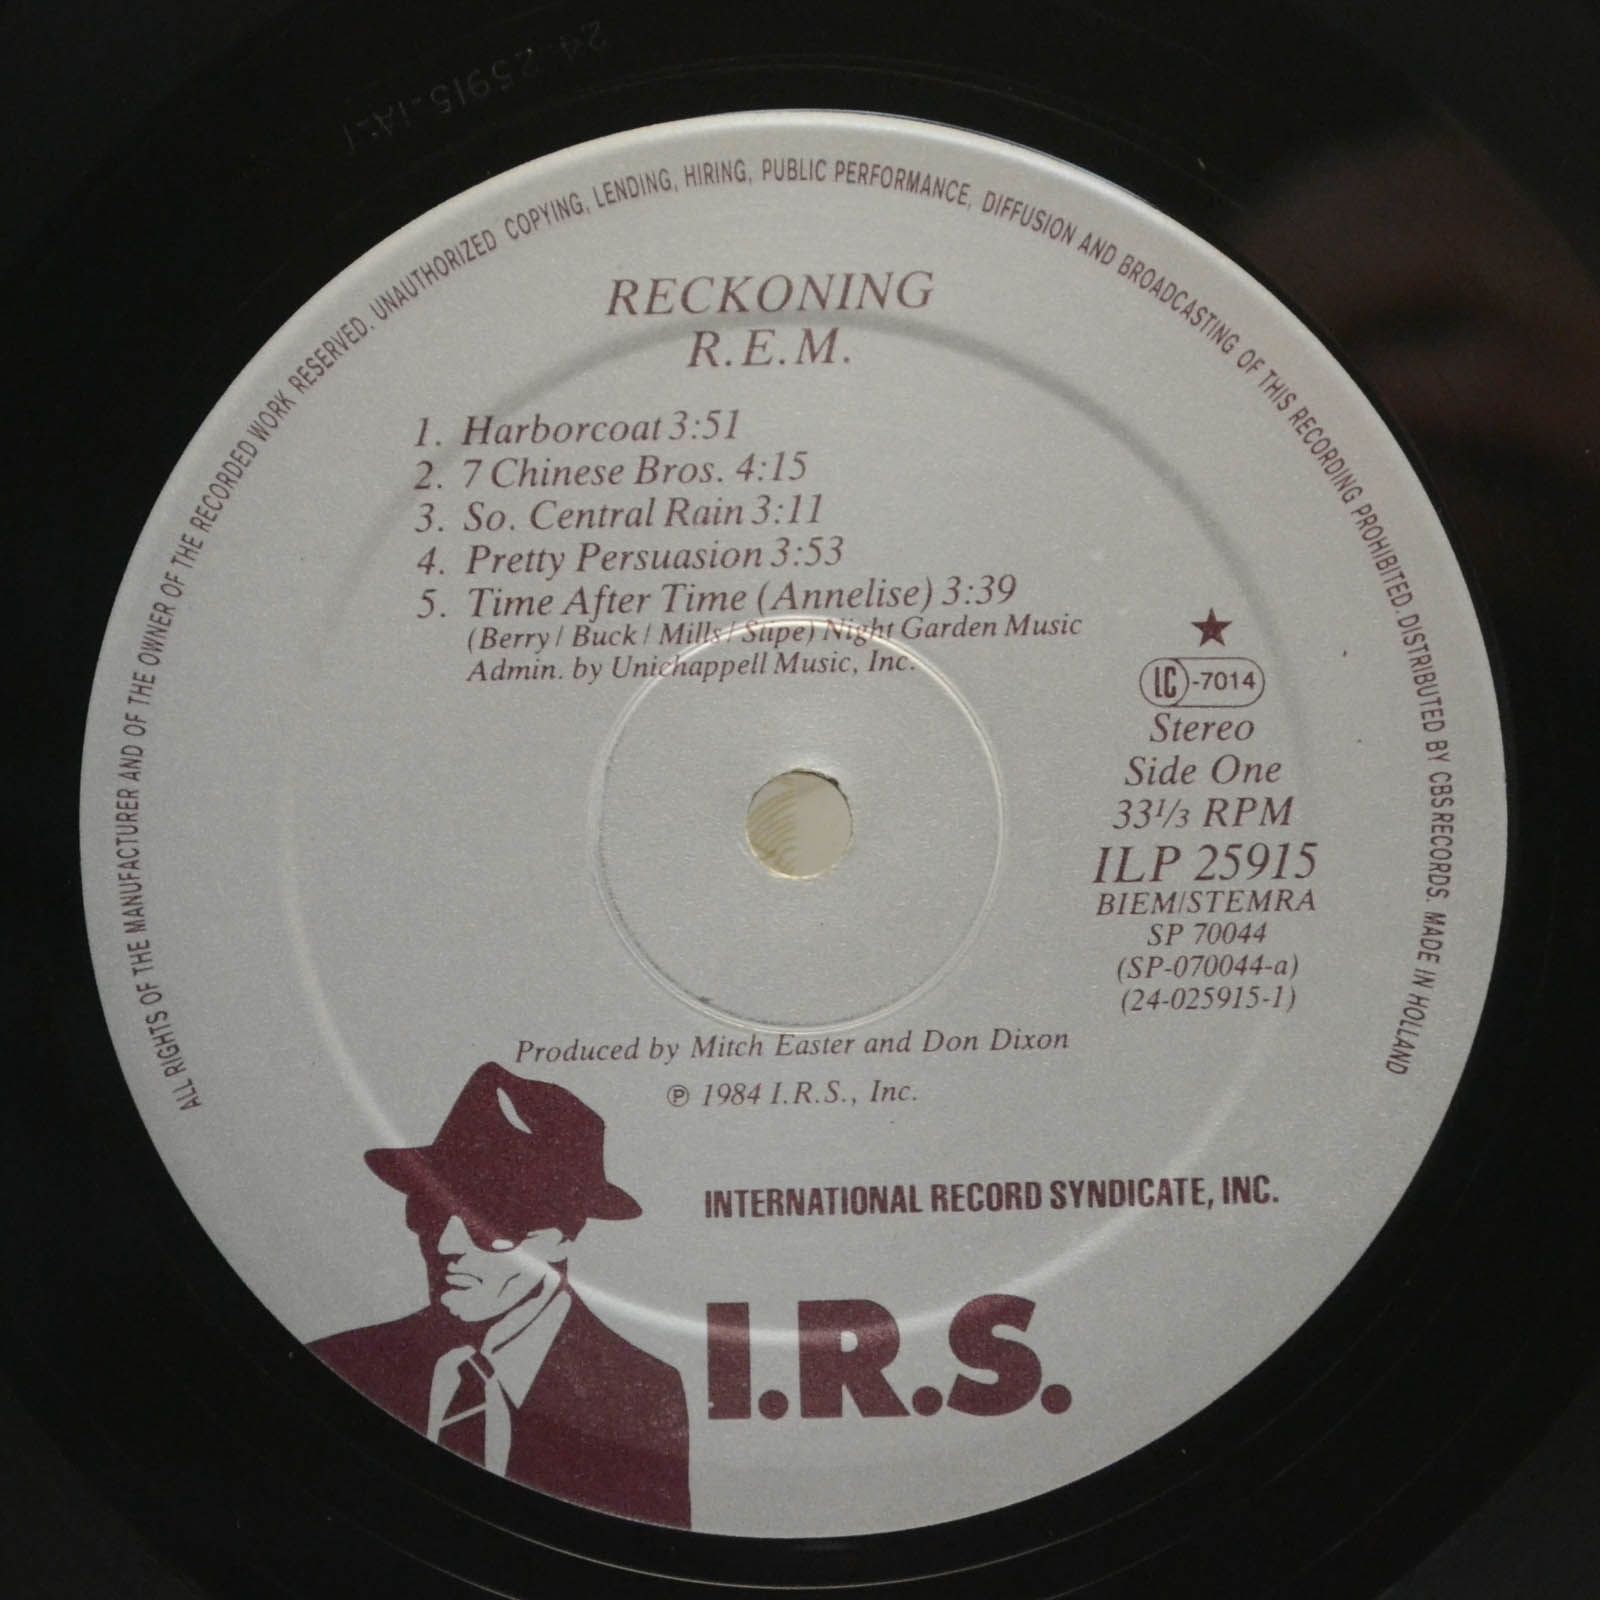 24-25915-1A-1
ALL RIGHTS OF THE MANUFACTURER AND OF THE OWNER OF THE RECORDED WORK RESERVED. UNAUTHORIZED COPYING, LENDING, HIRING, PUBLIC PERFORMANCE, DIFFUSION AND BROADCASTING OF THIS RECORDING PROHIBITED. DISTRIBUTED BY CBS RECORDS. MADE IN HOLLAND
RECKONING
R.E.M.
1. Harborcoat 3:51
2. 7 Chinese Bros. 4:15
3. So. Central Rain 3:11
4. Pretty Persuasion 3:53
5. Time After Time (Annelise) 3:39
(Berry / Buck / Mills / Stipe) Night Garden Music
Admin. by Unichappell Music, Inc.
LC-7014
Stereo
Side One
33 1/3 RPM
ILP 25915
BIEM/STEMRA
SP 70044
(SP-070044-a)
(24-025915-1)
Produced by Mitch Easter and Don Dixon
℗ 1984 I.R.S., Inc.
INTERNATIONAL RECORD SYNDICATE, INC.
I.R.S.